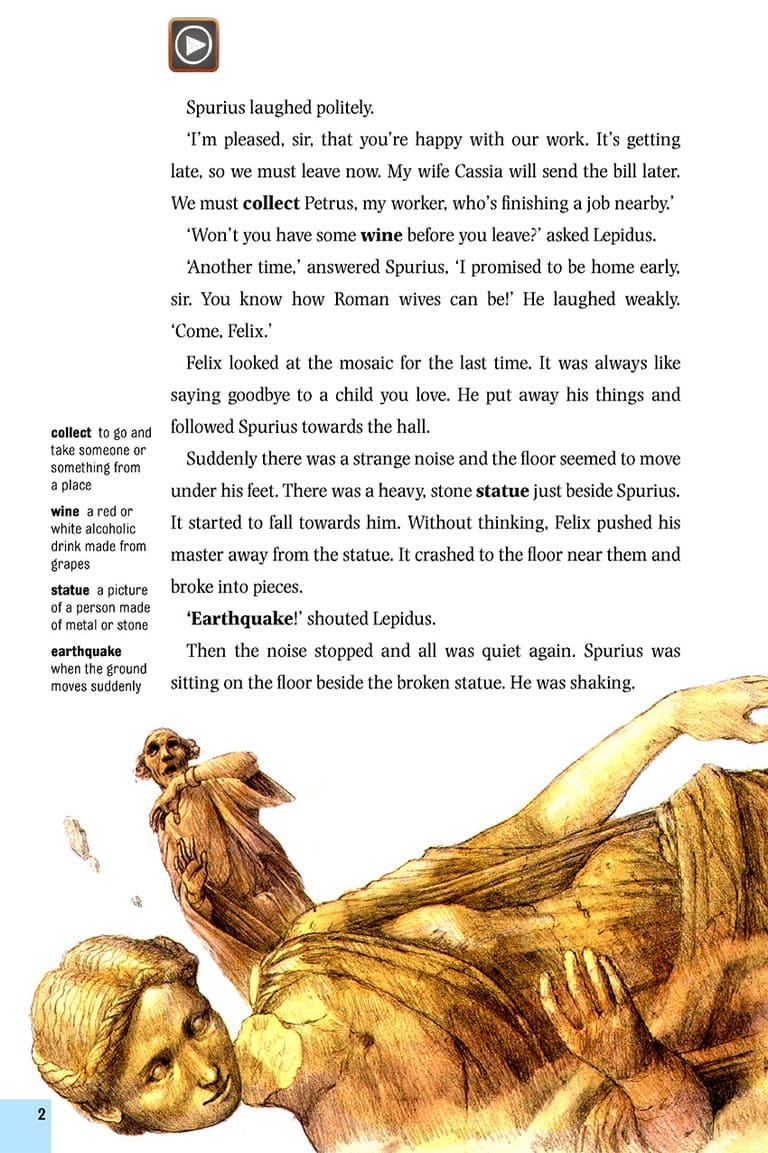 Spurius laughed politely.
‘I’m pleased, sir, that you’re happy with our work. It’s getting
late, so we must leave now. My wife Cassia will send the bill later.
We must collect Petrus, my worker, who’s finishing a job nearby.’
‘Won’t you have some wine before you leave?’ asked Lepidus.
‘Another time,’ answered Spurius, ‘I promised to be home early,
sir. You know how Roman wives can be!’ He laughed weakly.
‘Come, Felix.’
Felix looked at the mosaic for the last time. It was always like
saying goodbye to a child you love. He put away his things and
followed Spurius towards the hall.
Suddenly there was a strange noise and the floor seemed to move
under his feet. There was a heavy, stone statue just beside Spurius.
It started to fall towards him. Without thinking, Felix pushed his
master away from the statue. It crashed to the floor near them and
broke into pieces.
‘Earthquake!’ shouted Lepidus.
Then the noise stopped and all was quiet again. Spurius was
sitting on the floor beside the broken statue. He was shaking.
collect to go and
take someone or
something from
a place
wine a red or
white alcoholic
drink made from
grapes
statue a picture
of a person made
of metal or stone
earthquake
when the ground
moves suddenly
2